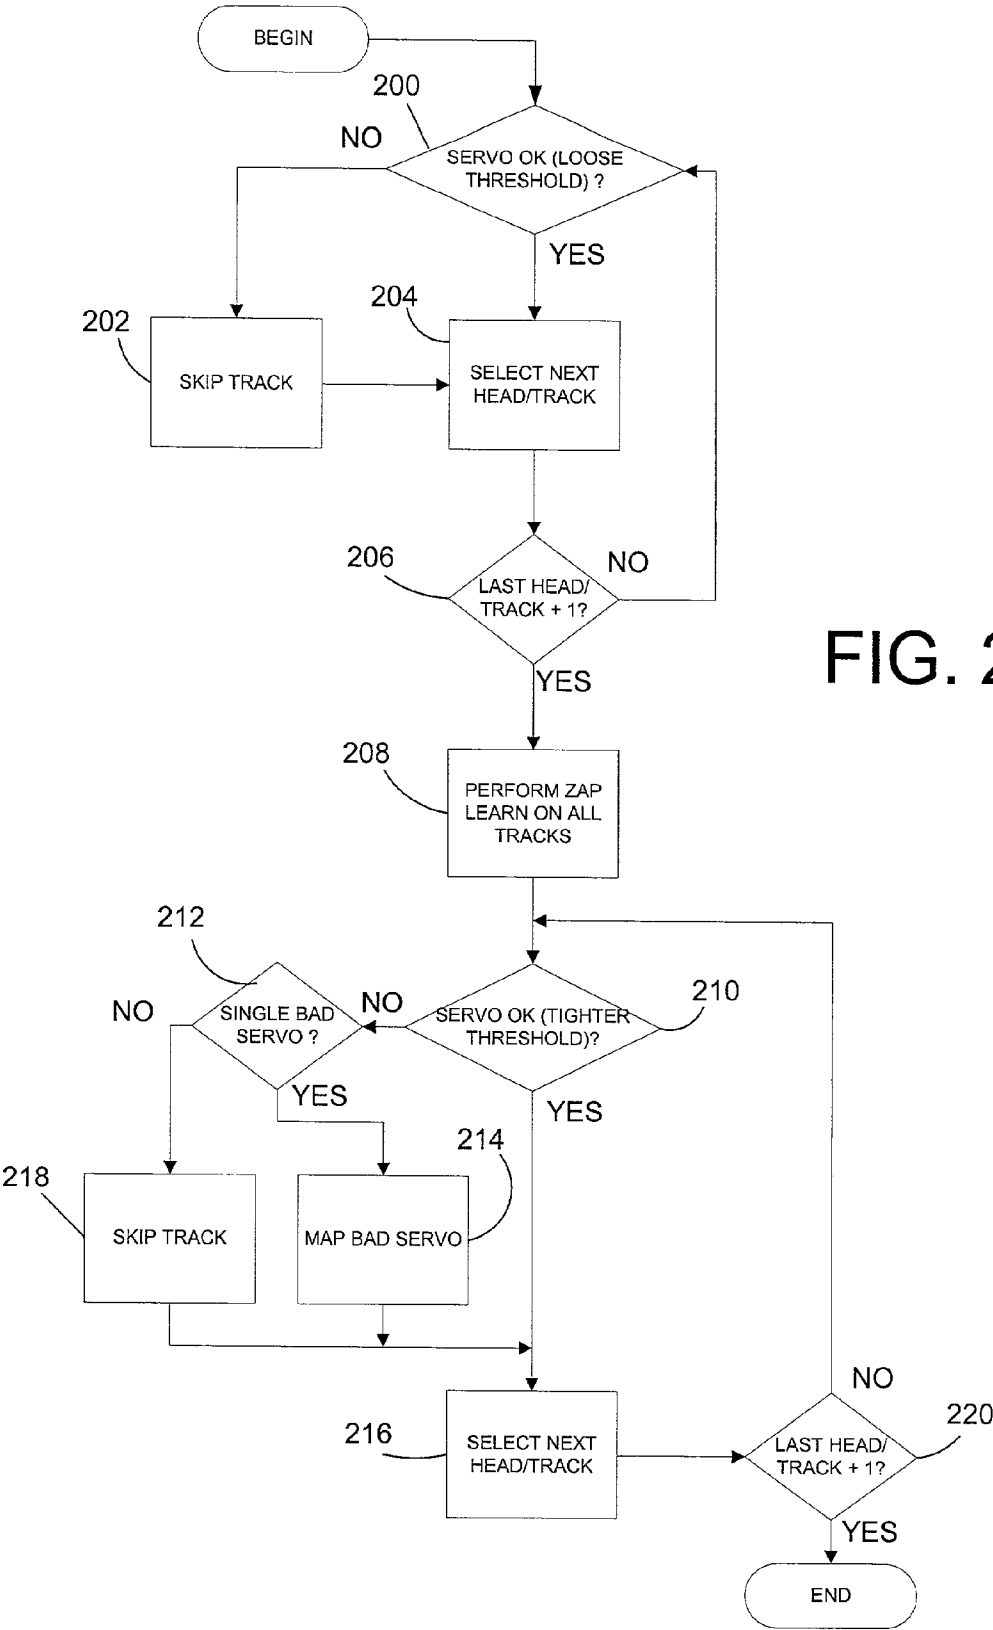 BEGIN
200
NO
SERVO OK (LOOSE
THRESHOLD) ?
YES
204
202
SKIP TRACK
SELECT NEXT
HEAD/TRACK
206
NO
LAST HEAD/
TRACK + 1?
FIG. 2
YES
208
PERFORM ZAP
LEARN ON ALL
TRACKS
212
210
NO
NO
SINGLE BAD
SERVO ?
SERVO OK (TIGHTER
THRESHOLD)?
YES
YES
214
218
SKIP TRACK
MAP BAD SERVO
NO
220
216
SELECT NEXT
HEAD/TRACK
LAST HEAD/
TRACK + 1?
YES
END